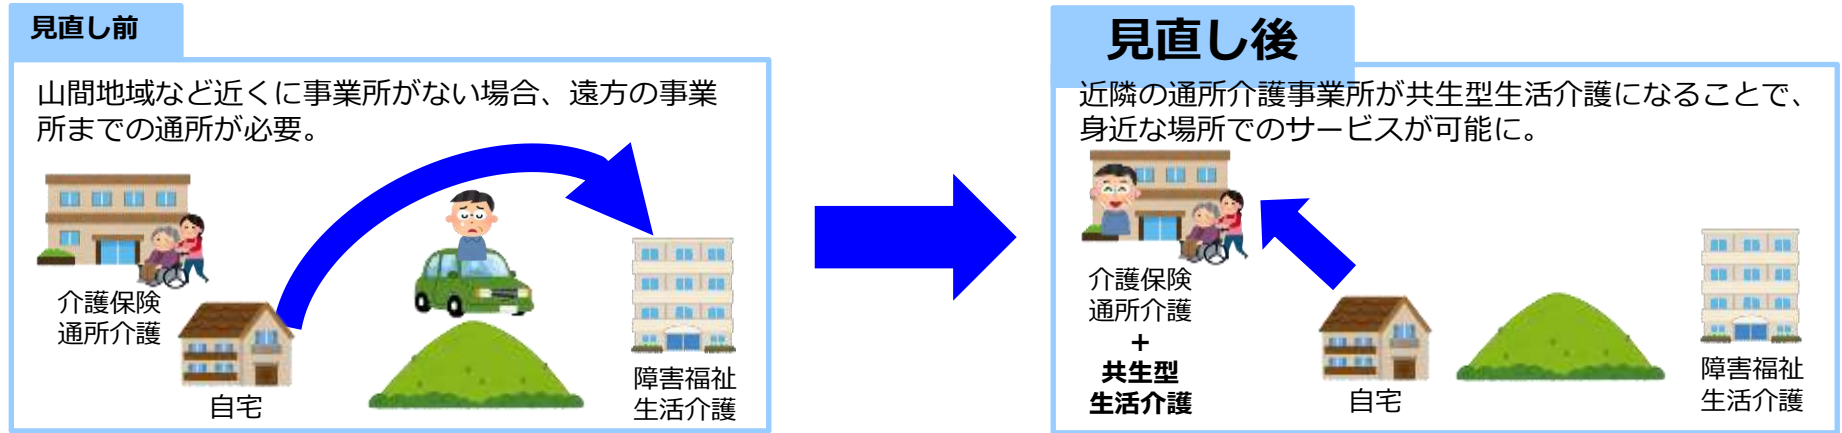 見直し前
山間地域など近くに事業所がない場合、遠方の事業
所までの通所が必要。
介護保険
通所介護
自宅
障害福祉
生活介護
見直し後
近隣の通所介護事業所が共生型生活介護になることで、
身近な場所でのサービスが可能に。
介護保険
通所介護
+
共生型
生活介護
自宅
障害福祉
生活介護